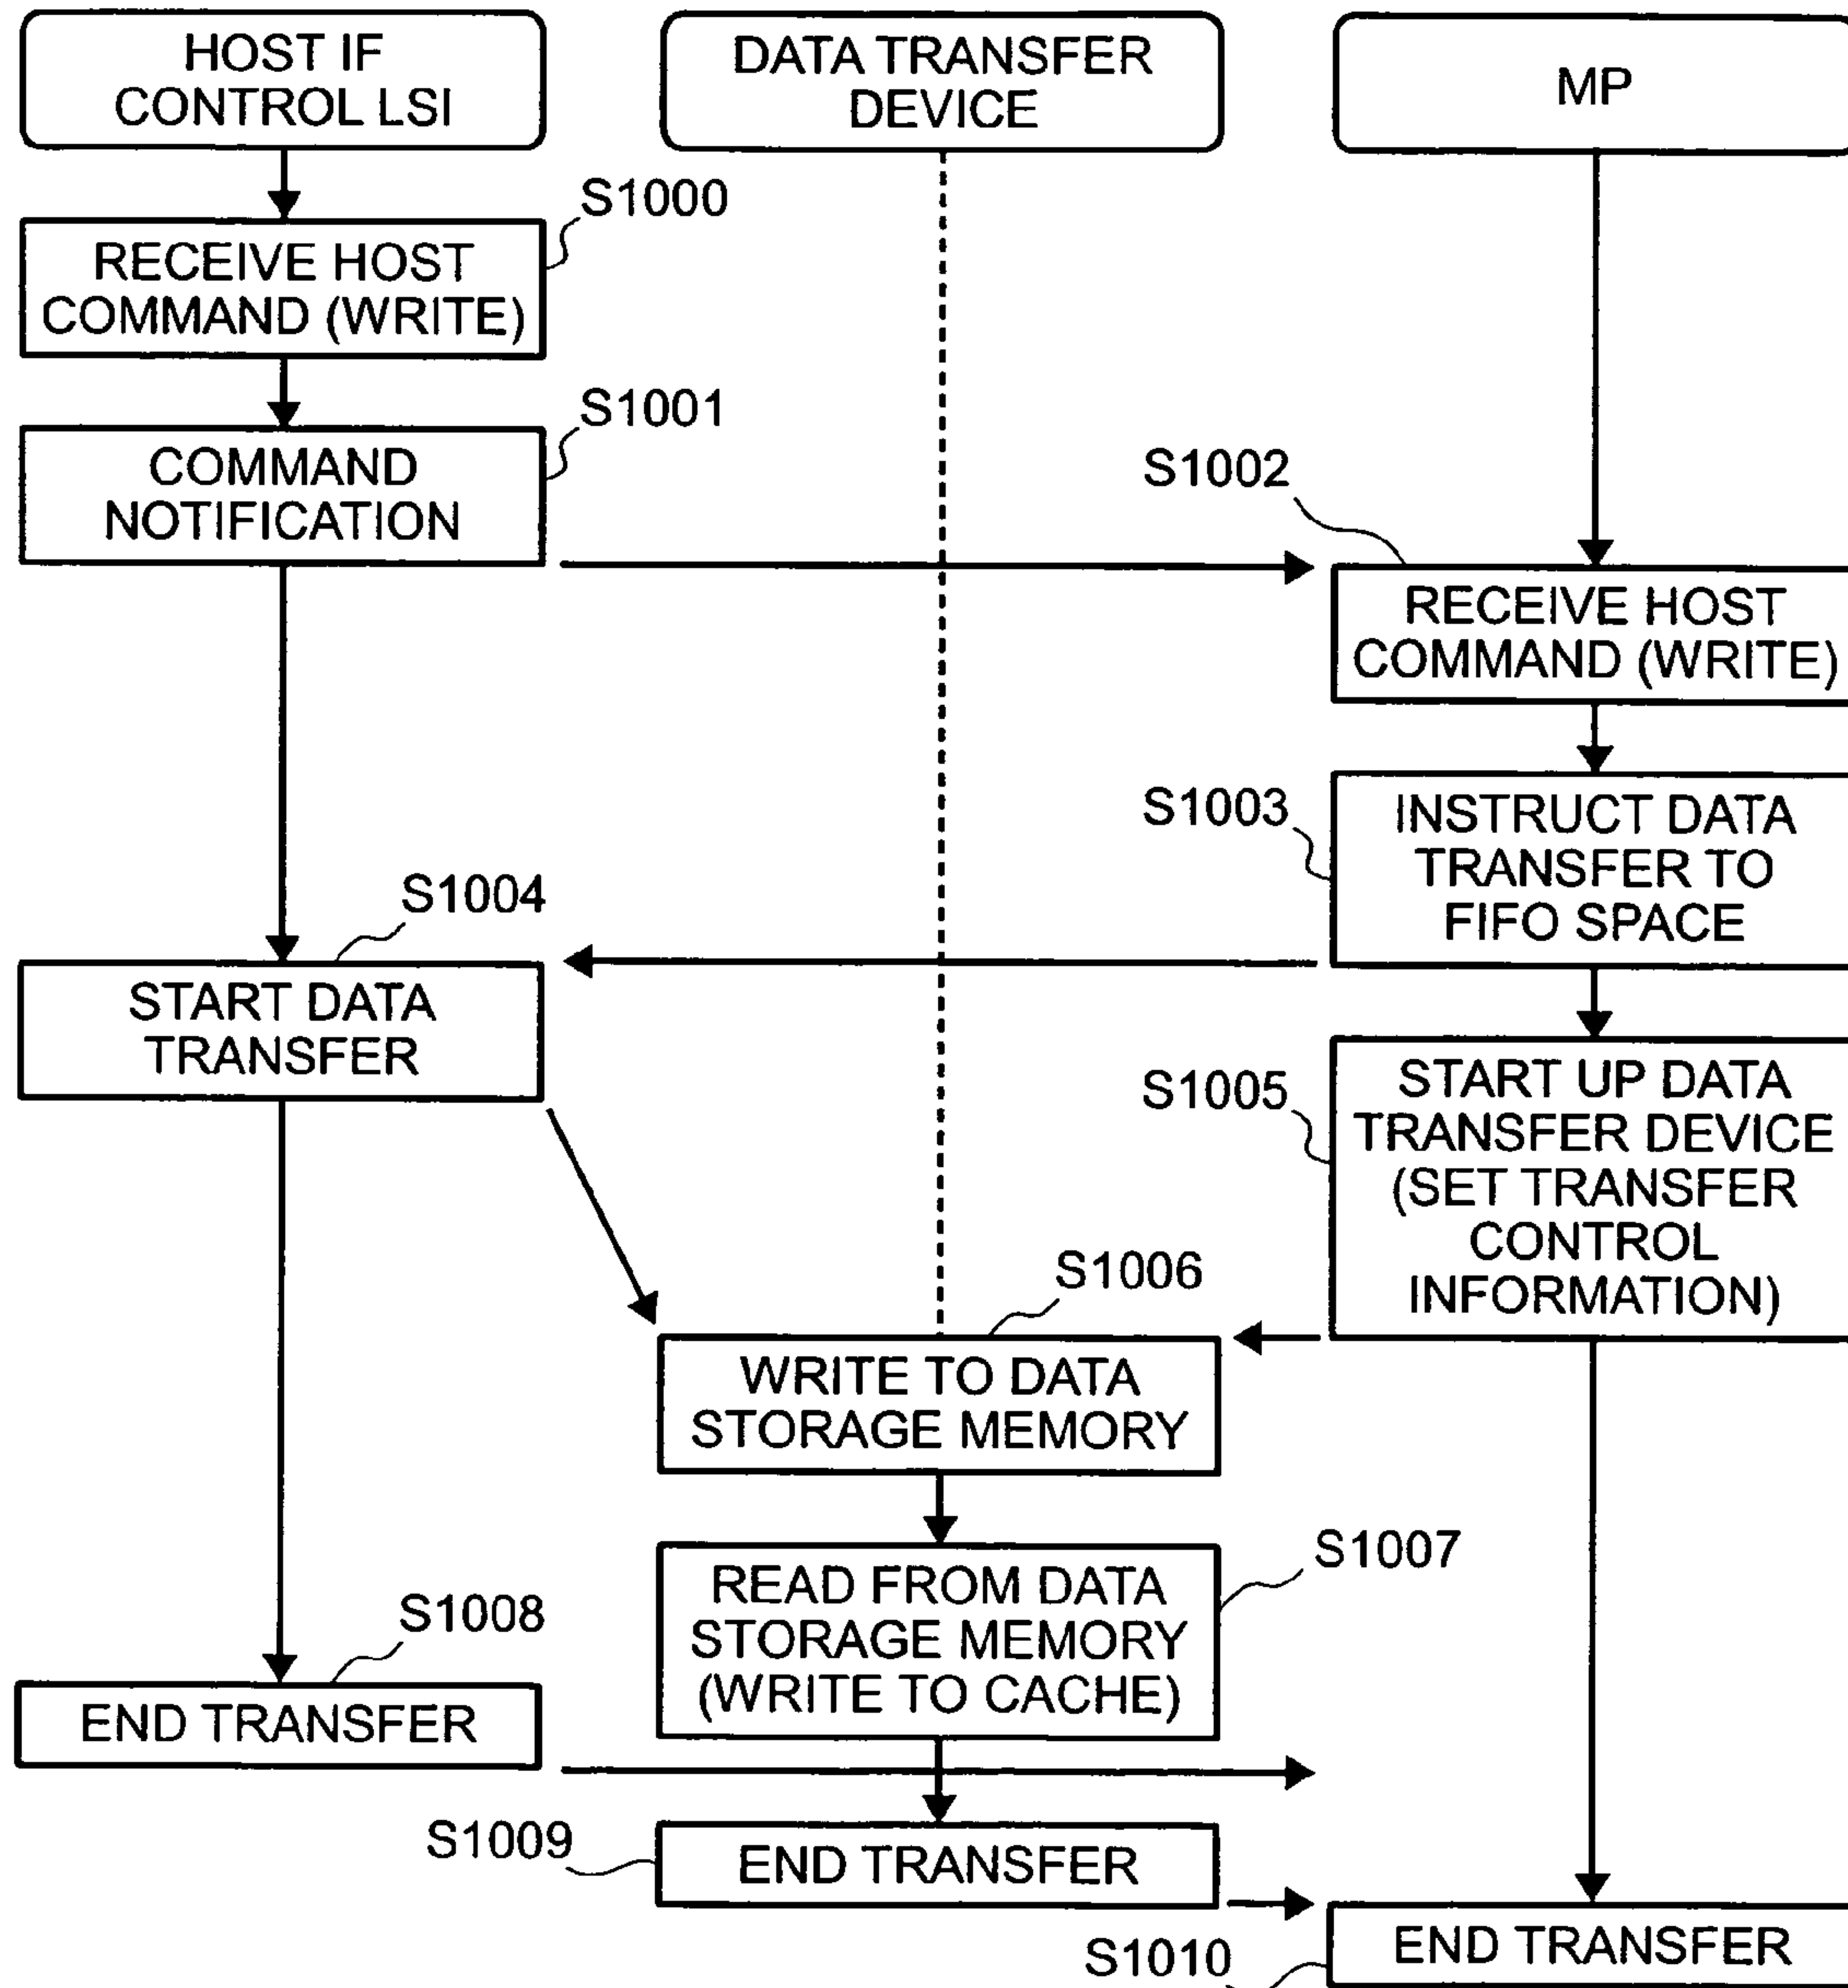 HOST IF
CONTROL LSI
DATA TRANSFER
DEVICE
MP
S1000
RECEIVE HOST
COMMAND (WRITE)
S1001
COMMAND
NOTIFICATION
S1002
RECEIVE HOST
COMMAND (WRITE)
S1003
INSTRUCT DATA
TRANSFER TO
FIFO SPACE
S1004
START DATA
TRANSFER
S1005
START UP DATA
TRANSFER DEVICE
(SET TRANSFER
CONTROL
INFORMATION)
S1006
WRITE TO DATA
STORAGE MEMORY
S1007
READ FROM DATA
STORAGE MEMORY
(WRITE TO CACHE)
S1008
END TRANSFER
S1009
END TRANSFER
S1010
END TRANSFER